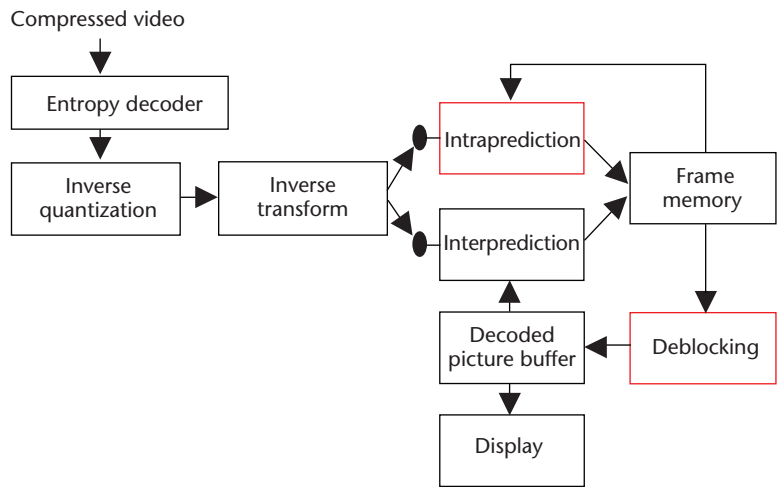 Compressed video
Entropy decoder
Inverse
quantization
Inverse
transform
Intraprediction
Interprediction
Frame
memory
Decoded
picture buffer
Deblocking
Display